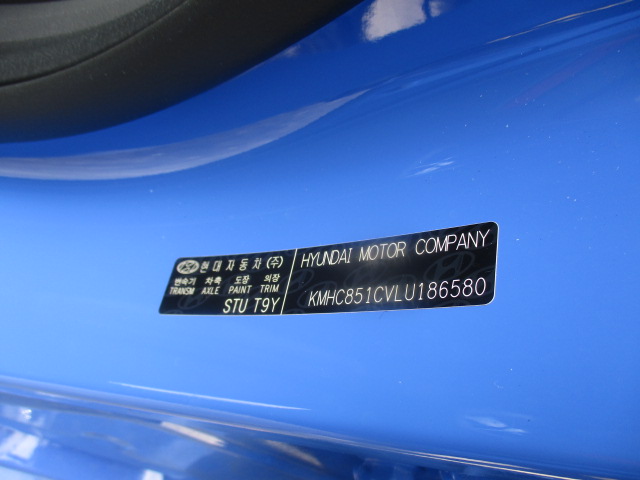 현대자동차(주)
변속기 차축 도장 의장
TRANSM AXLE PAINT TRIM
STU T9Y
HYUNDAI MOTOR COMPANY
KMHC851CVLU186580